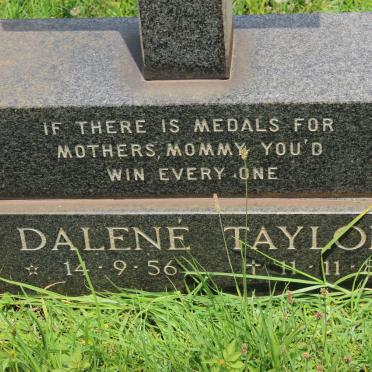 IF THERE IS MEDALS FOR
MOTHERS, MOMMY YOU'D
WIN EVERY ONE
DALENE TAYLO
☆ 14·9·56 ✝ 11·11·